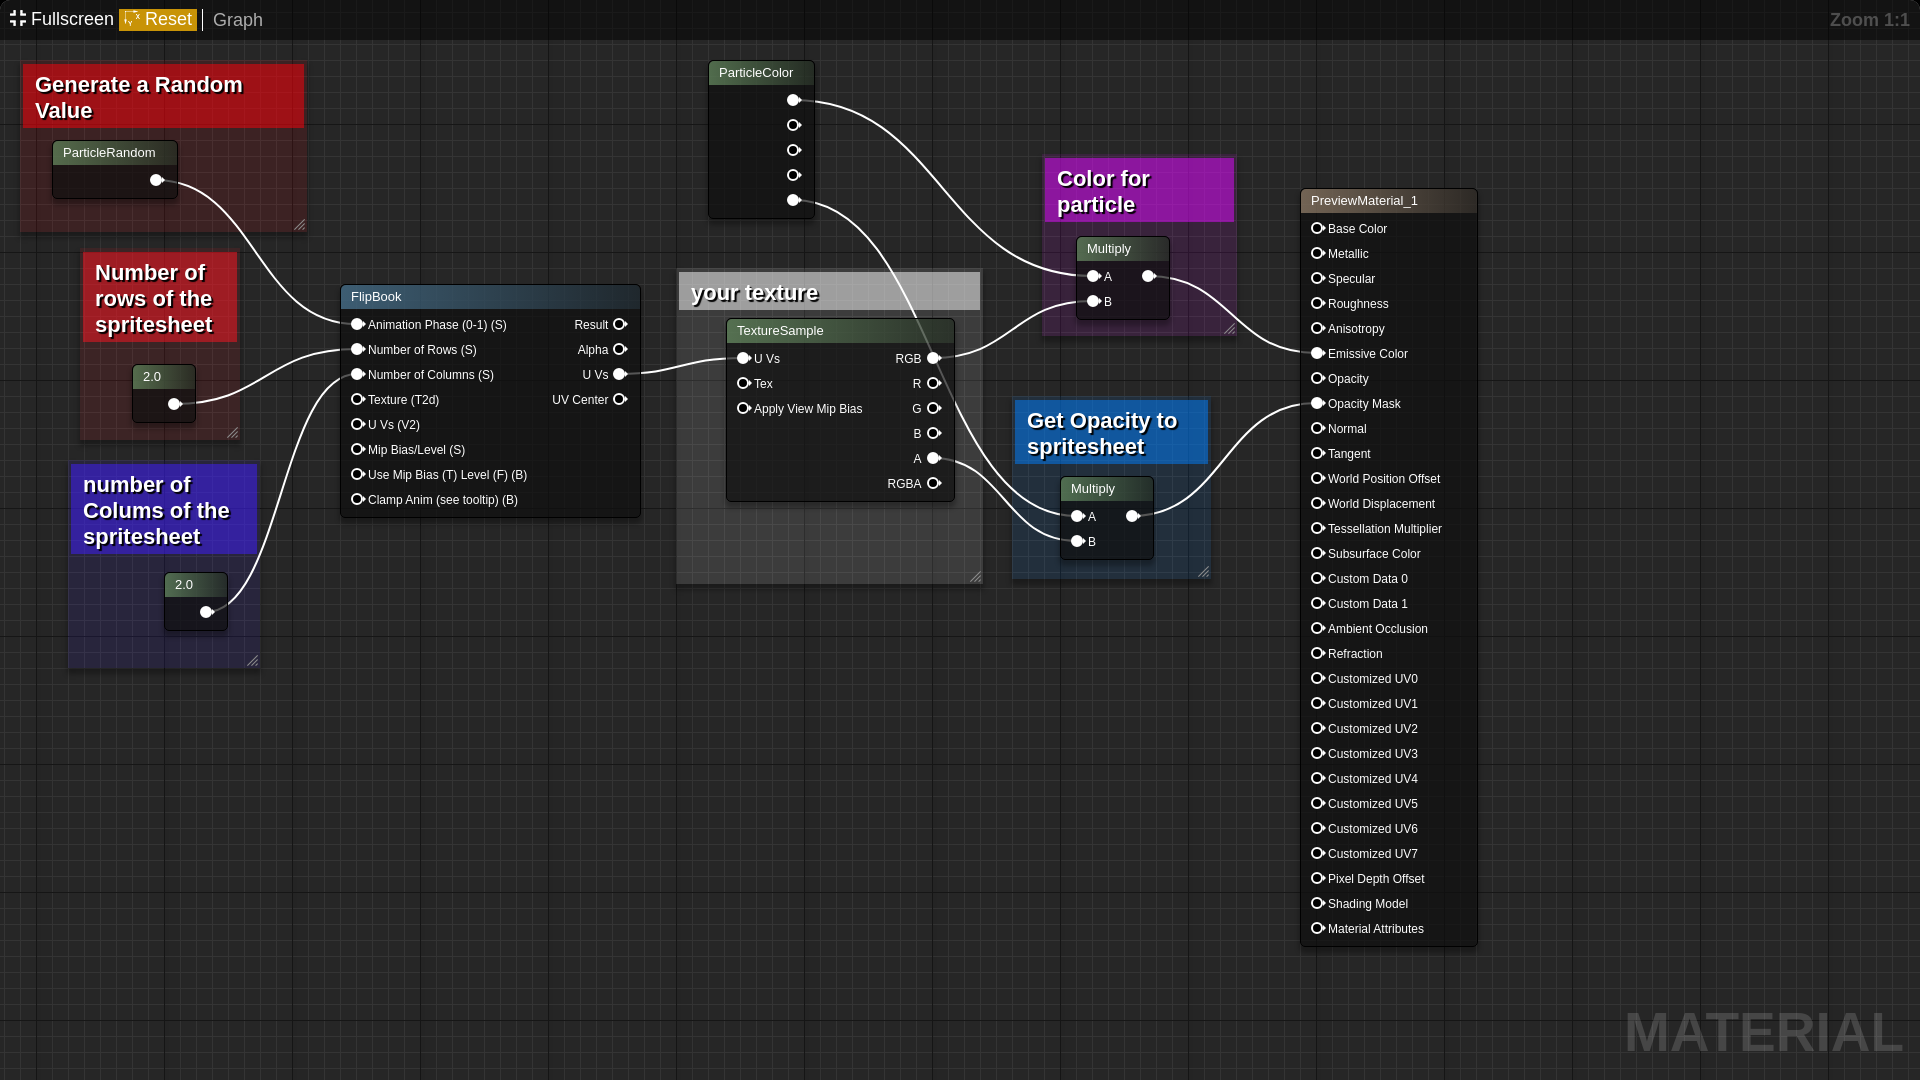 Fullscreen Reset Graph Zoom 1:1
Generate a Random
Value
ParticleRandom
Number of
rows of the
spritesheet
2.0
number of
Colums of the
spritesheet
2.0
FlipBook
Animation Phase (0-1) (S) Result
Number of Rows (S) Alpha
Number of Columns (S) U Vs
Texture (T2d) UV Center
U Vs (V2)
Mip Bias/Level (S)
Use Mip Bias (T) Level (F) (B)
Clamp Anim (see tooltip) (B)
ParticleColor
your texture
TextureSample
U Vs RGB
Tex R
Apply View Mip Bias G
B
A
RGBA
Color for
particle
Multiply
A
B
Get Opacity to
spritesheet
Multiply
A
B
PreviewMaterial_1
Base Color
Metallic
Specular
Roughness
Anisotropy
Emissive Color
Opacity
Opacity Mask
Normal
Tangent
World Position Offset
World Displacement
Tessellation Multiplier
Subsurface Color
Custom Data 0
Custom Data 1
Ambient Occlusion
Refraction
Customized UV0
Customized UV1
Customized UV2
Customized UV3
Customized UV4
Customized UV5
Customized UV6
Customized UV7
Pixel Depth Offset
Shading Model
Material Attributes
MATERIAL